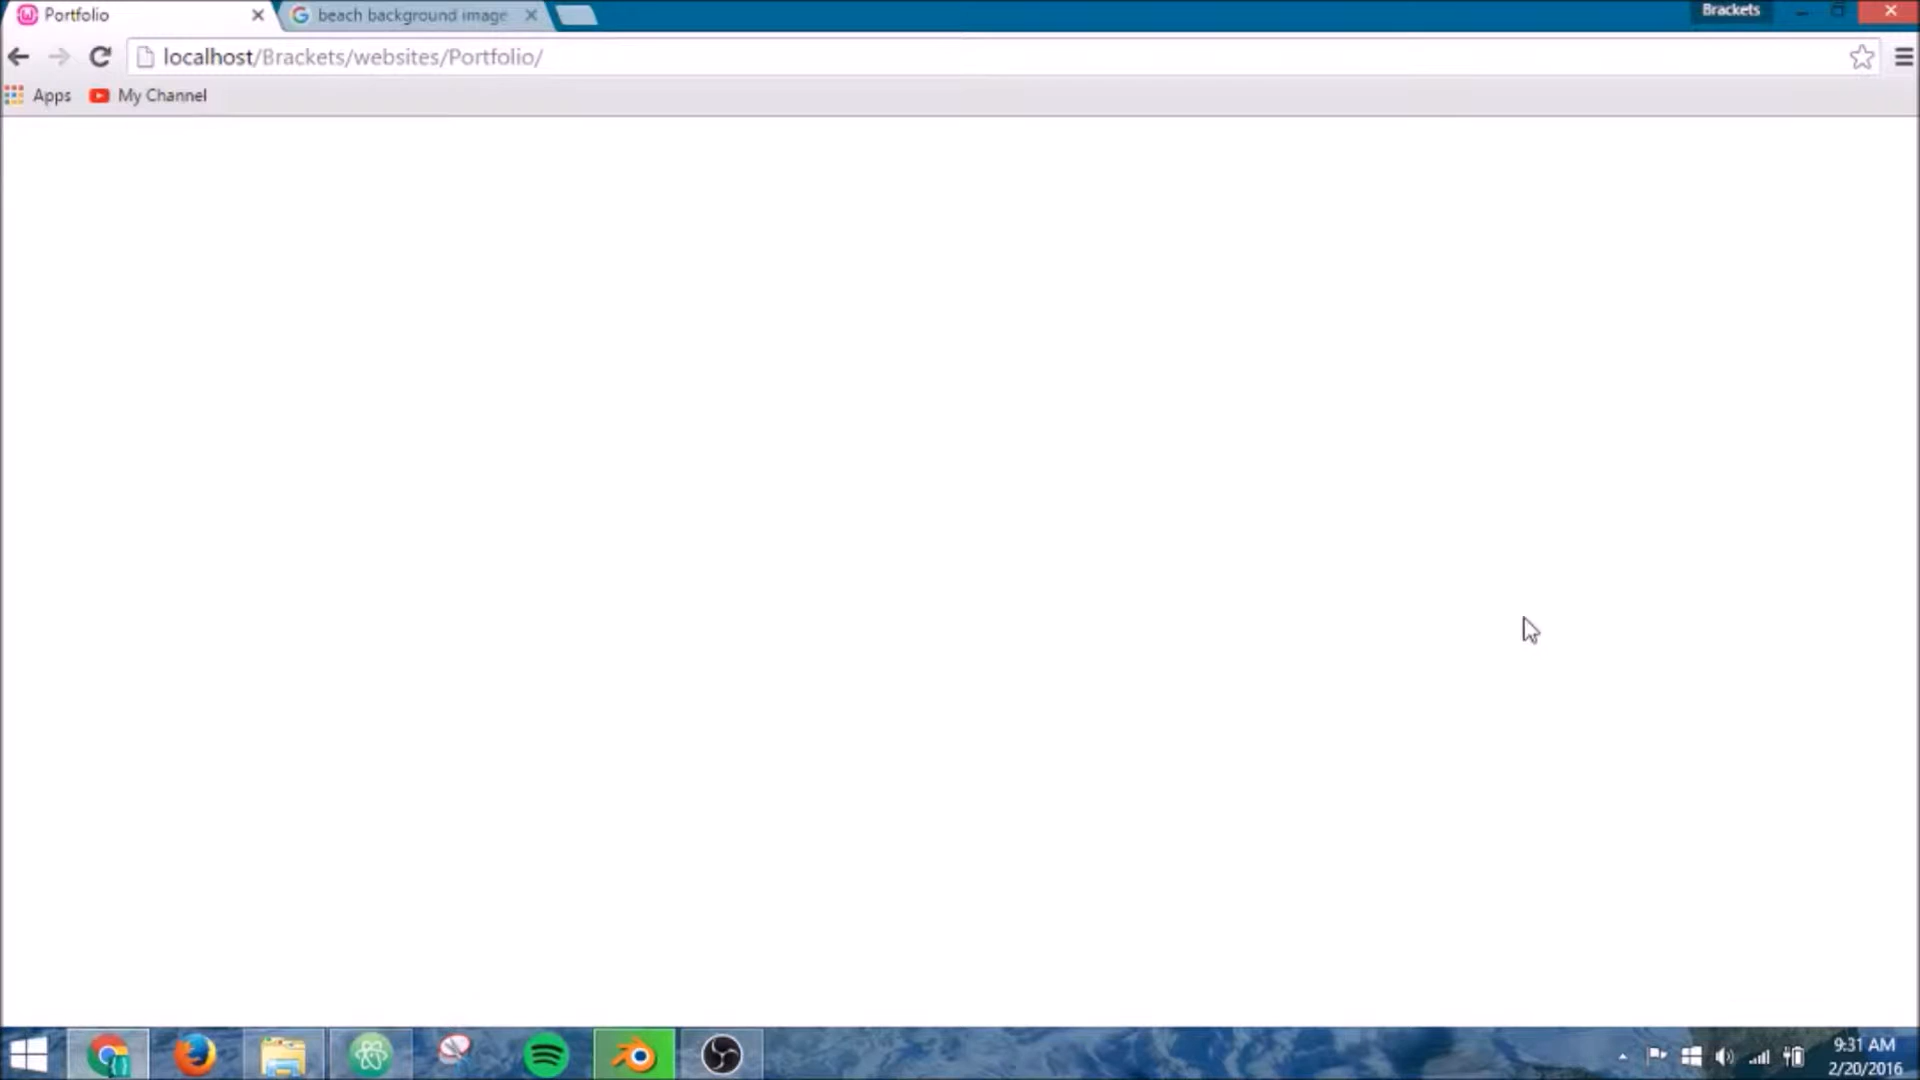 Portfolio
beach background image
Brackets
localhost/Brackets/websites/Portfolio/
Apps
My Channel
9:31 AM
2/20/2016